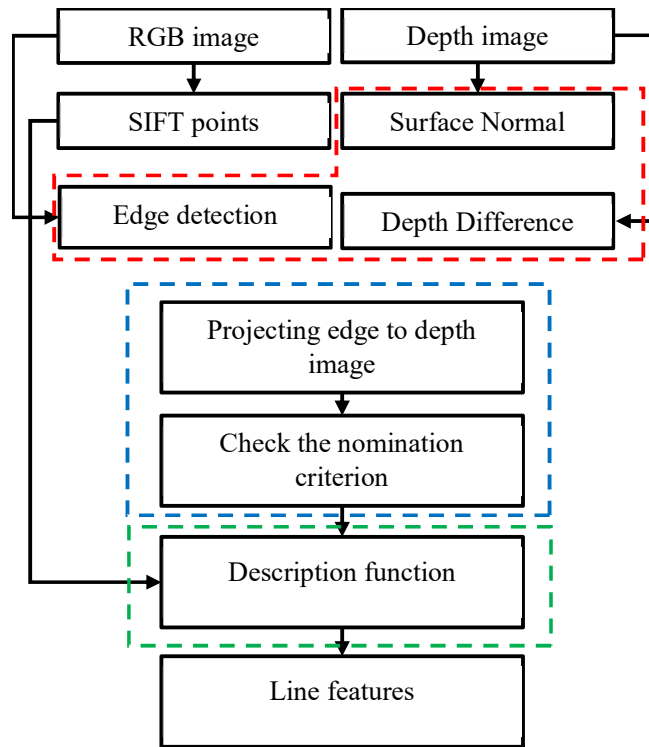 RGB image
Depth image
SIFT points
Surface Normal
Edge detection
Depth Difference
Projecting edge to depth
image
Check the nomination
criterion
Description function
Line features